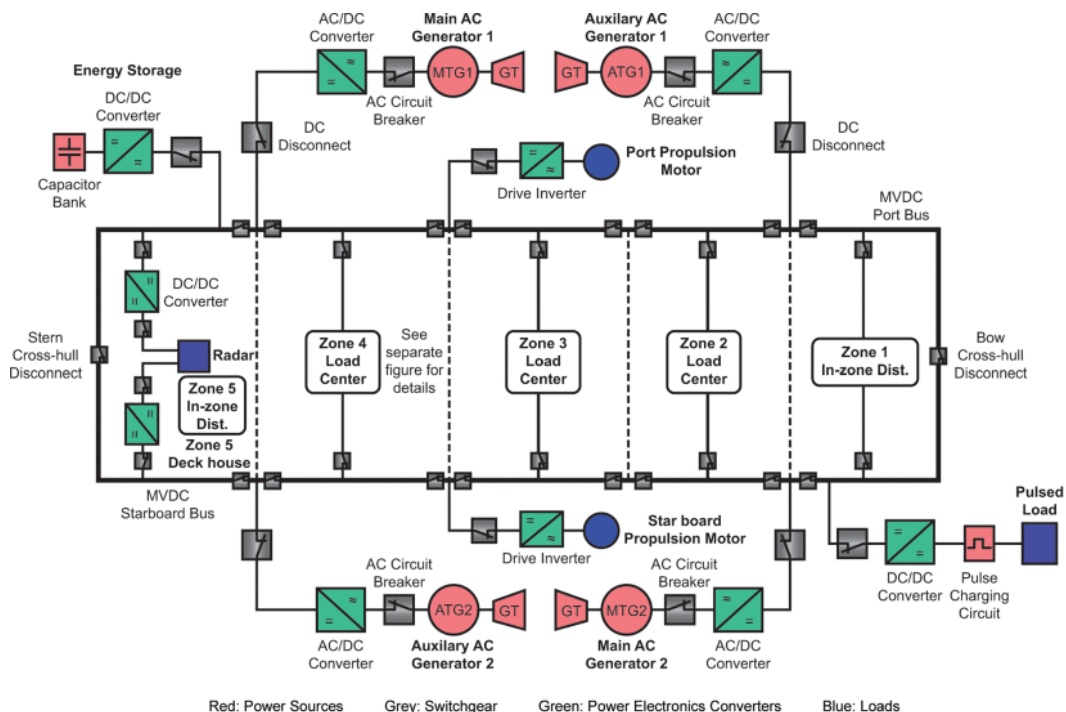 AC/DC
Converter
Main AC
Generator 1
MTG1
GT
AC Circuit
Breaker
Auxilary AC
Generator 1
GT
ATG1
AC/DC
Converter
AC Circuit
Breaker
Energy Storage
DC/DC
Converter
Capacitor
Bank
DC
Disconnect
Drive Inverter
Port Propulsion
Motor
DC
Disconnect
MVDC
Port Bus
DC/DC
Converter
Stern
Cross-hull
Disconnect
Radar
Zone 5
In-zone
Dist.
Zone 5
Deck house
Zone 4
Load
Center
See
separate
figure for
details
Zone 3
Load
Center
Zone 2
Load
Center
Zone 1
In-zone Dist.
Bow
Cross-hull
Disconnect
MVDC
Starboard Bus
Drive Inverter
Star board
Propulsion Motor
Pulsed
Load
DC/DC
Converter
Pulse
Charging
Circuit
AC Circuit
Breaker
ATG2
GT
AC/DC
Converter
Auxilary AC
Generator 2
AC Circuit
Breaker
GT
MTG2
Main AC
Generator 2
AC/DC
Converter
Red: Power Sources Grey: Switchgear Green: Power Electronics Converters Blue: Loads